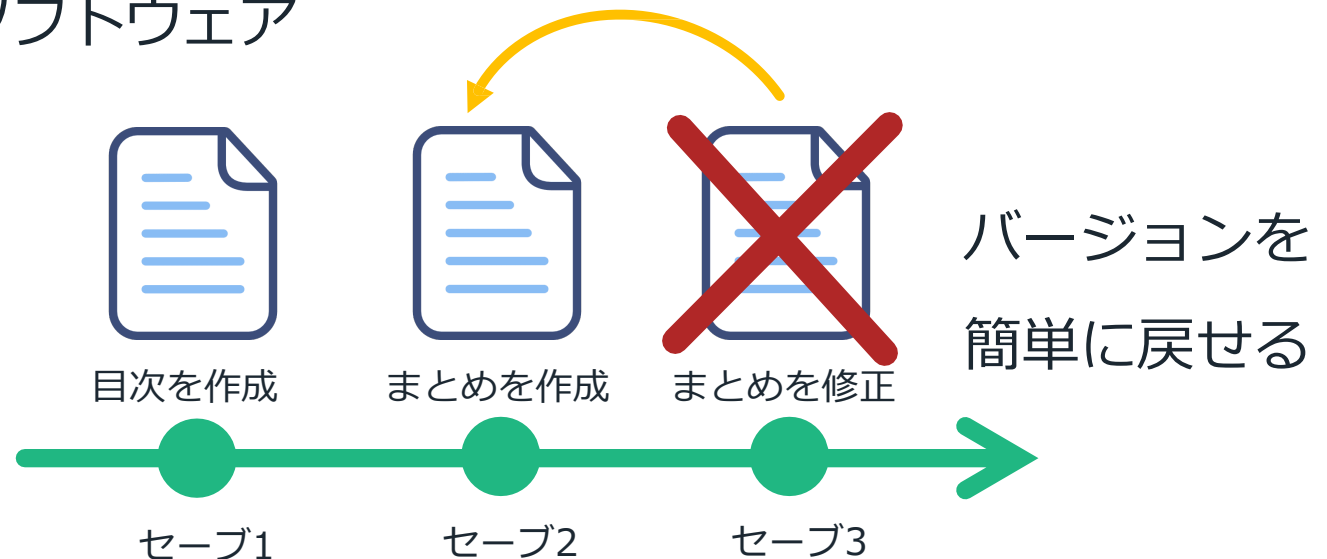 フトウェア
バージョンを
簡単に戻せる
目次を作成
まとめを作成
まとめを修正
セーブ1
セーブ2
セーブ3